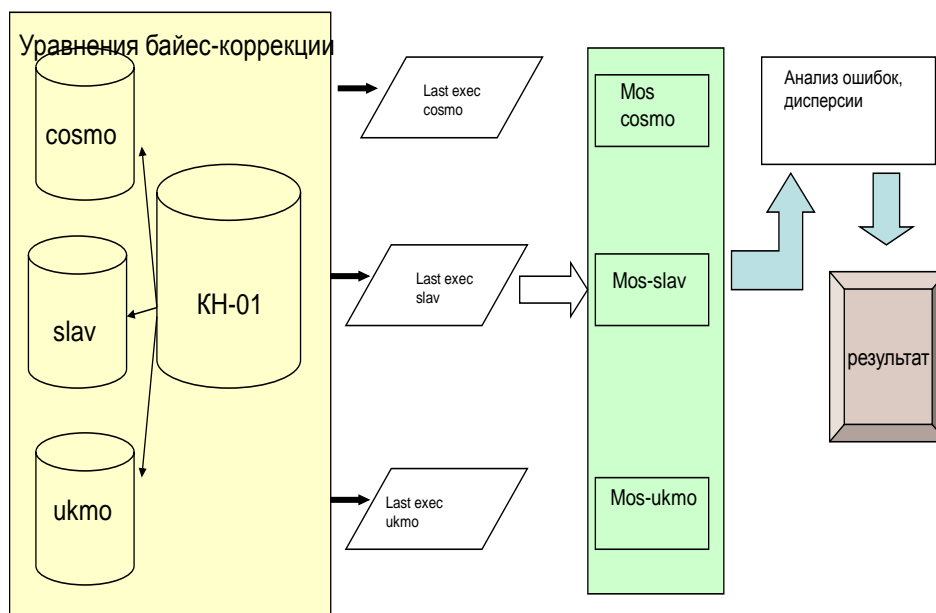 Уравнения байес-коррекции
cosmo
КН-01
slav
ukmo
Last exec
cosmo
Last exec
slav
Last exec
ukmo
Mos
cosmo
Mos-slav
Mos-ukmo
Анализ ошибок,
дисперсии
результат